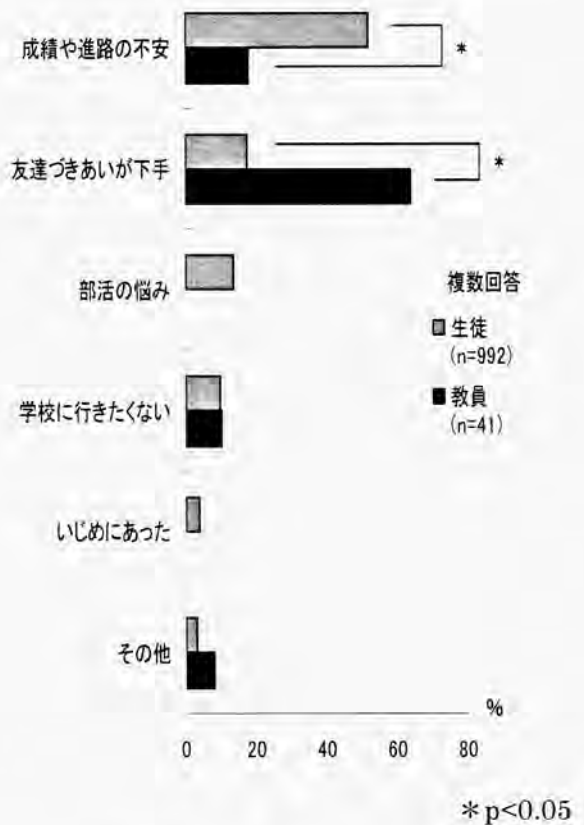 成績や進路の不安
*
友達づきあいが下手
*
部活の悩み
複数回答
生徒
(n=992)
学校に行きたくない
教員
(n=41)
いじめにあった
その他
%
0 20 40 60 80
*p<0.05